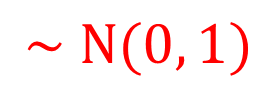 ~ N(0, 1)